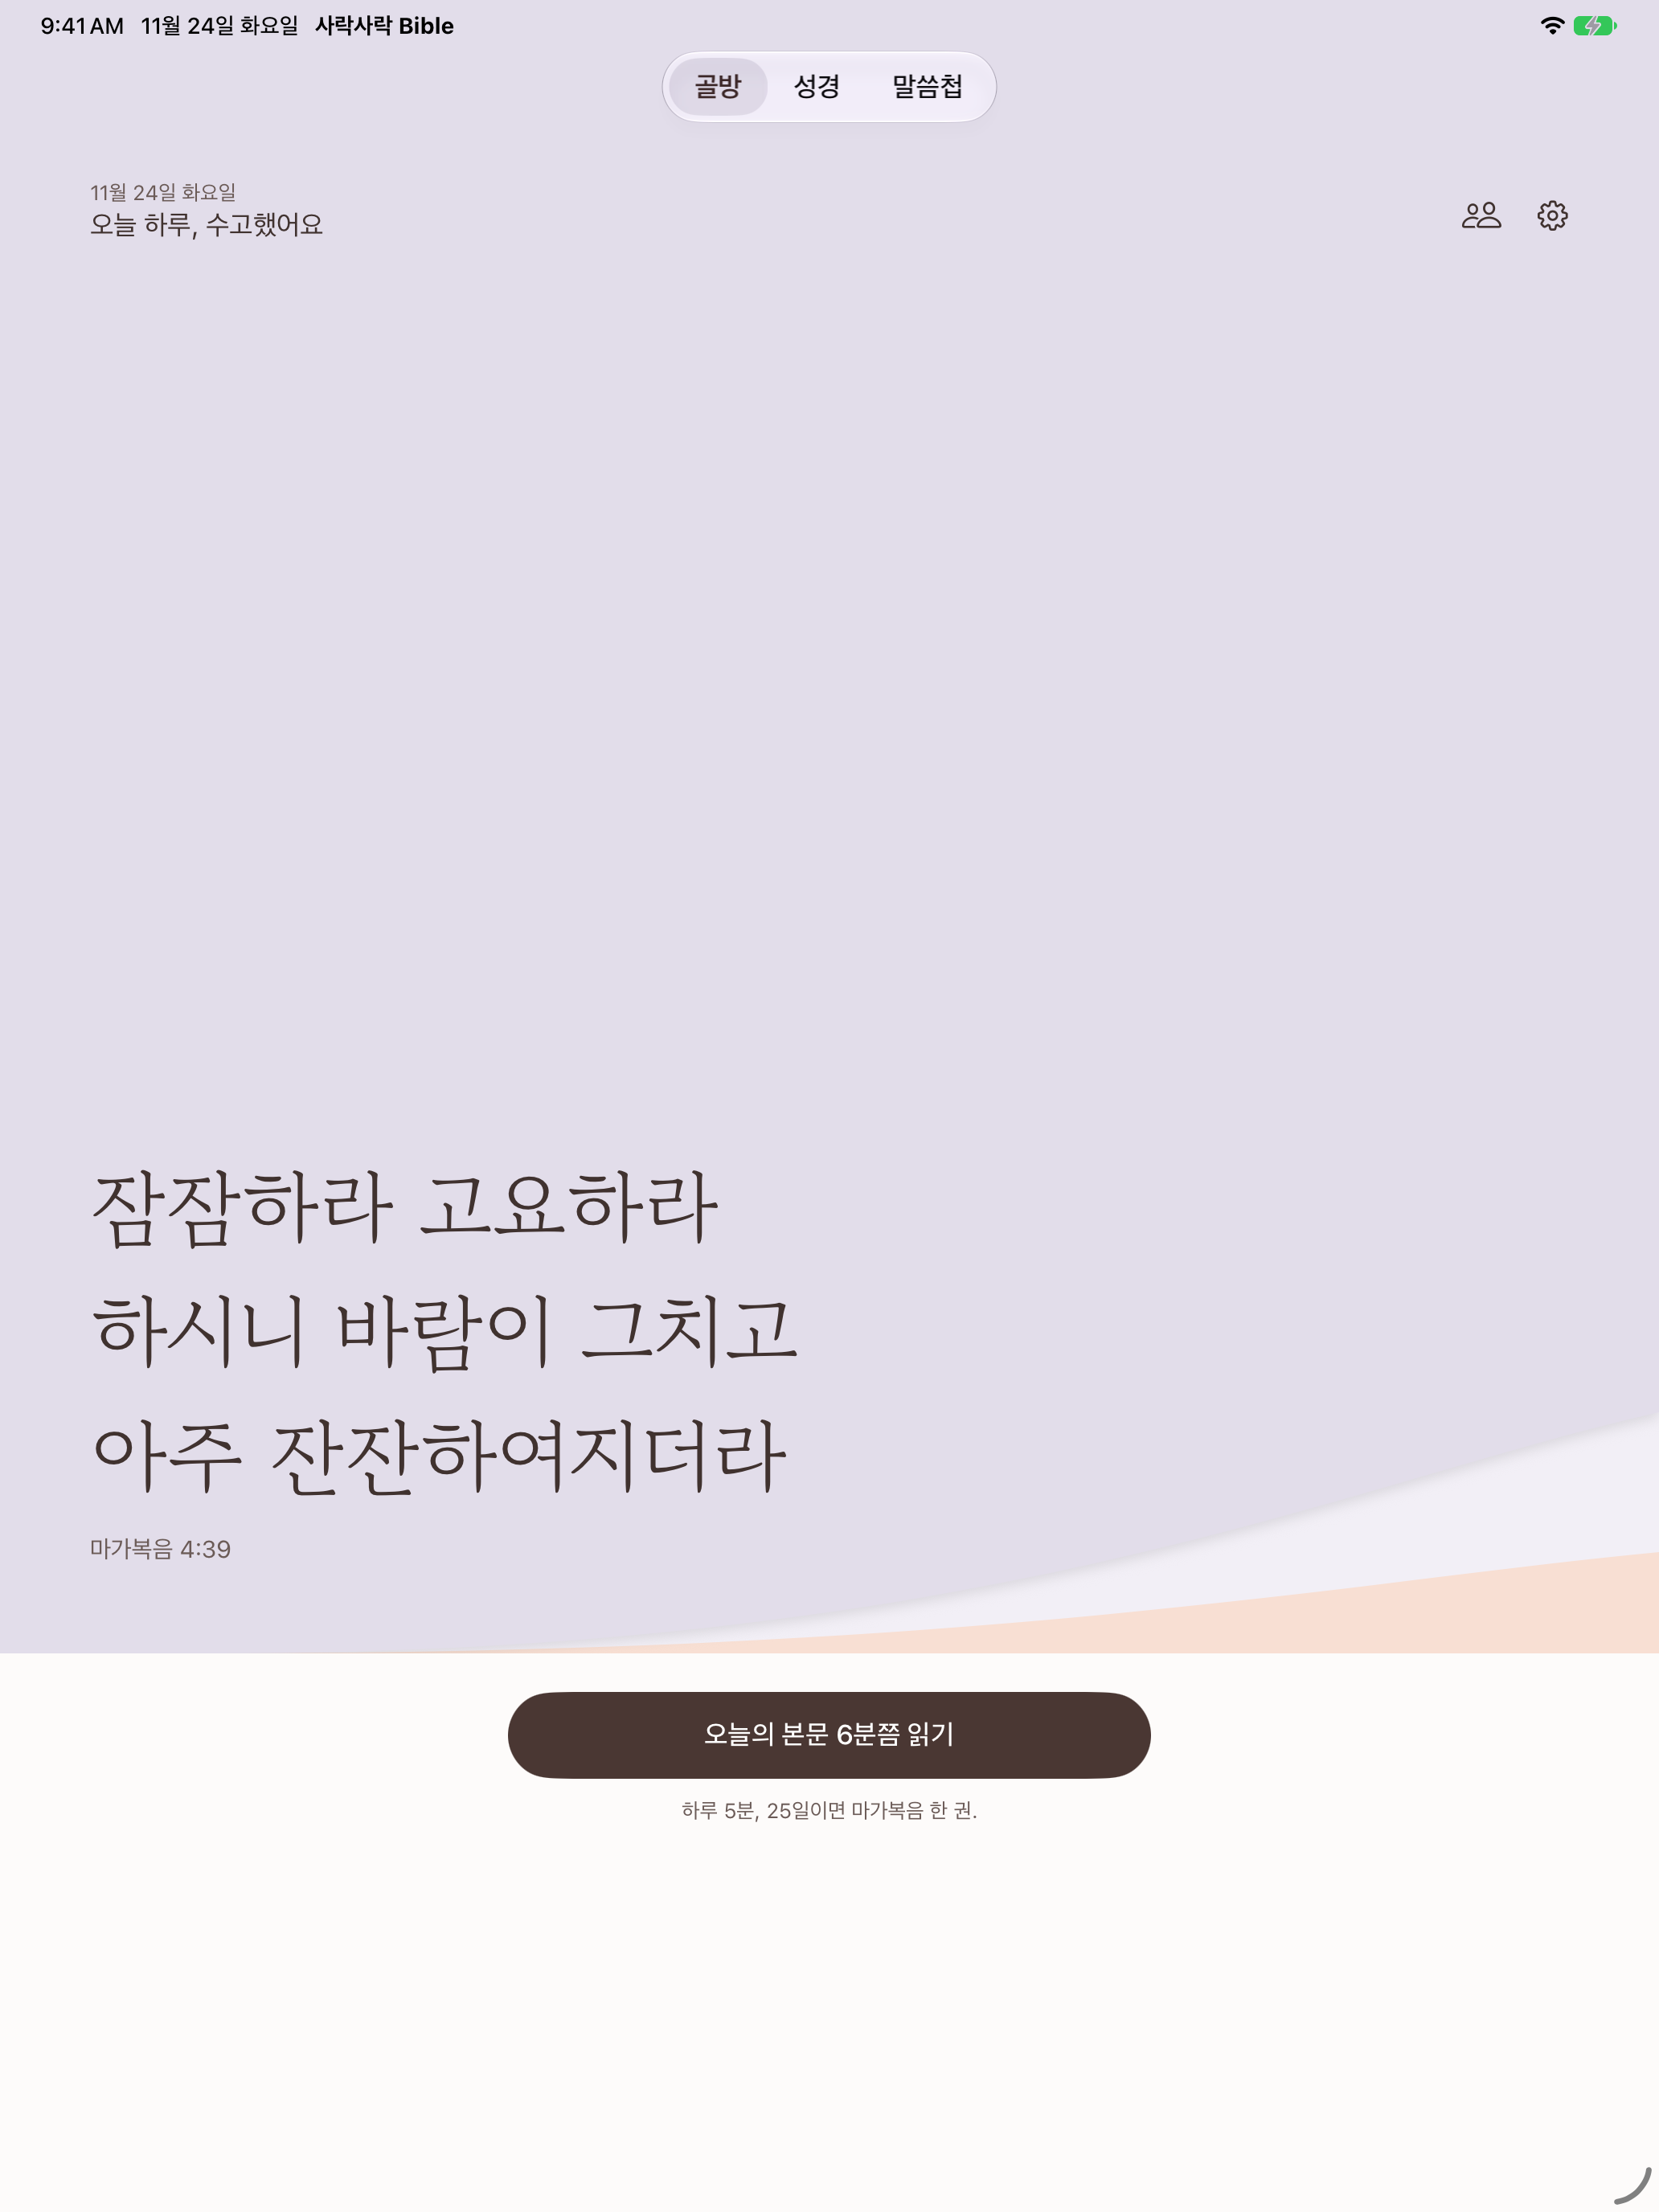 9:41 AM 11월 24일 화요일 사락사락 Bible
골방 성경 말씀첩
11월 24일 화요일
오늘 하루, 수고했어요
잠잠하라 고요하라
하시니 바람이 그치고
아주 잔잔하여지더라
마가복음 4:39
오늘의 본문 6분쯤 읽기
하루 5분, 25일이면 마가복음 한 권.